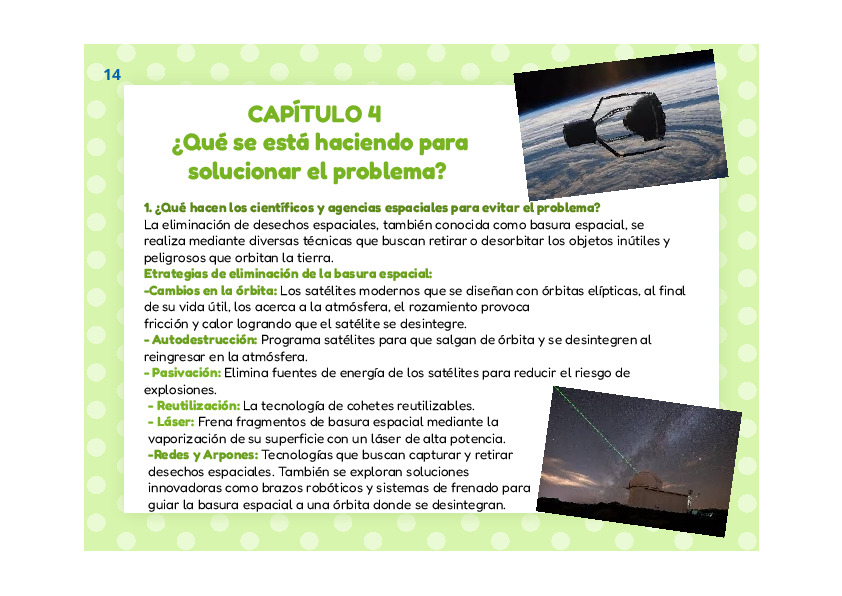 14
CAPÍTULO 4
¿Qué se está haciendo para
solucionar el problema?
1. ¿Qué hacen los científicos y agencias espaciales para evitar el problema?
La eliminación de desechos espaciales, también conocida como basura espacial, se
realiza mediante diversas técnicas que buscan retirar o desorbitar los objetos inútiles y
peligrosos que orbitan la tierra.
Etrategias de eliminación de la basura espacial:
-Cambios en la órbita: Los satélites modernos que se diseñan con órbitas elípticas, al final
de su vida útil, los acerca a la atmósfera, el rozamiento provoca
fricción y calor logrando que el satélite se desintegre.
- Autodestrucción: Programa satélites para que salgan de órbita y se desintegren al
reingresar en la atmósfera.
- Pasivación: Elimina fuentes de energía de los satélites para reducir el riesgo de
explosiones.
- Reutilización: La tecnología de cohetes reutilizables.
- Láser: Frena fragmentos de basura espacial mediante la
vaporización de su superficie con un láser de alta potencia.
-Redes y Arpones: Tecnologías que buscan capturar y retirar
desechos espaciales. También se exploran soluciones
innovadoras como brazos robóticos y sistemas de frenado para
guiar la basura espacial a una órbita donde se desintegran.